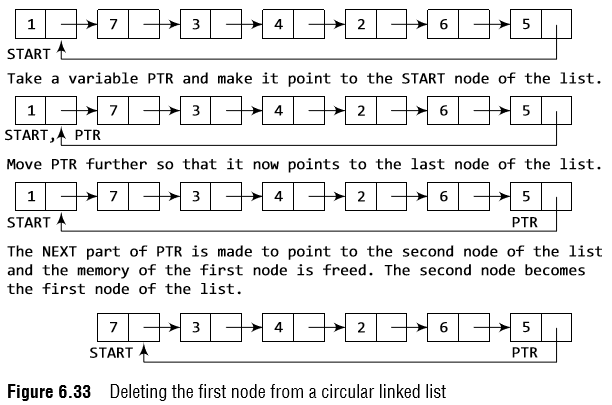 1 7 3 4 2 6 5
START
Take a variable PTR and make it point to the START node of the list.
1 7 3 4 2 6 5
START, PTR
Move PTR further so that it now points to the last node of the list.
1 7 3 4 2 6 5
START PTR
The NEXT part of PTR is made to point to the second node of the list
and the memory of the first node is freed. The second node becomes
the first node of the list.
7 3 4 2 6 5
START PTR
Figure 6.33 Deleting the first node from a circular linked list